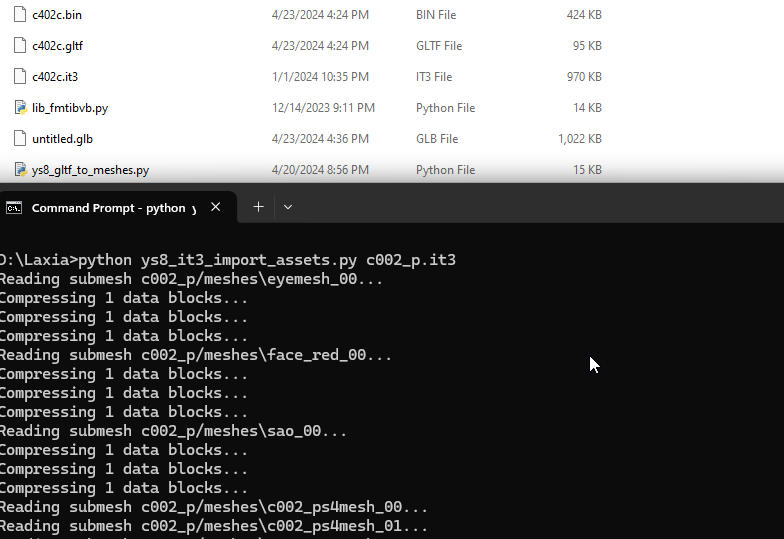 c402c.bin 4/23/2024 4:24 PM BIN File 424 KB
c402c.gltf 4/23/2024 4:24 PM GLTF File 95 KB
c402c.it3 1/1/2024 10:35 PM IT3 File 970 KB
lib_fmtibvb.py 12/14/2023 9:11 PM Python File 14 KB
untitled.glb 4/23/2024 4:36 PM GLB File 1,022 KB
ys8_gltf_to_meshes.py 4/20/2024 8:56 PM Python File 15 KB
Command Prompt - python y
D:\Laxia>python ys8_it3_import_assets.py c002_p.it3
Reading submesh c002_p/meshes\eyemesh_00...
Compressing 1 data blocks...
Compressing 1 data blocks...
Compressing 1 data blocks...
Reading submesh c002_p/meshes\face_red_00...
Compressing 1 data blocks...
Compressing 1 data blocks...
Compressing 1 data blocks...
Reading submesh c002_p/meshes\sao_00...
Compressing 1 data blocks...
Compressing 1 data blocks...
Compressing 1 data blocks...
Reading submesh c002_p/meshes\c002_ps4mesh_00...
Reading submesh c002_p/meshes\c002_ps4mesh_01...